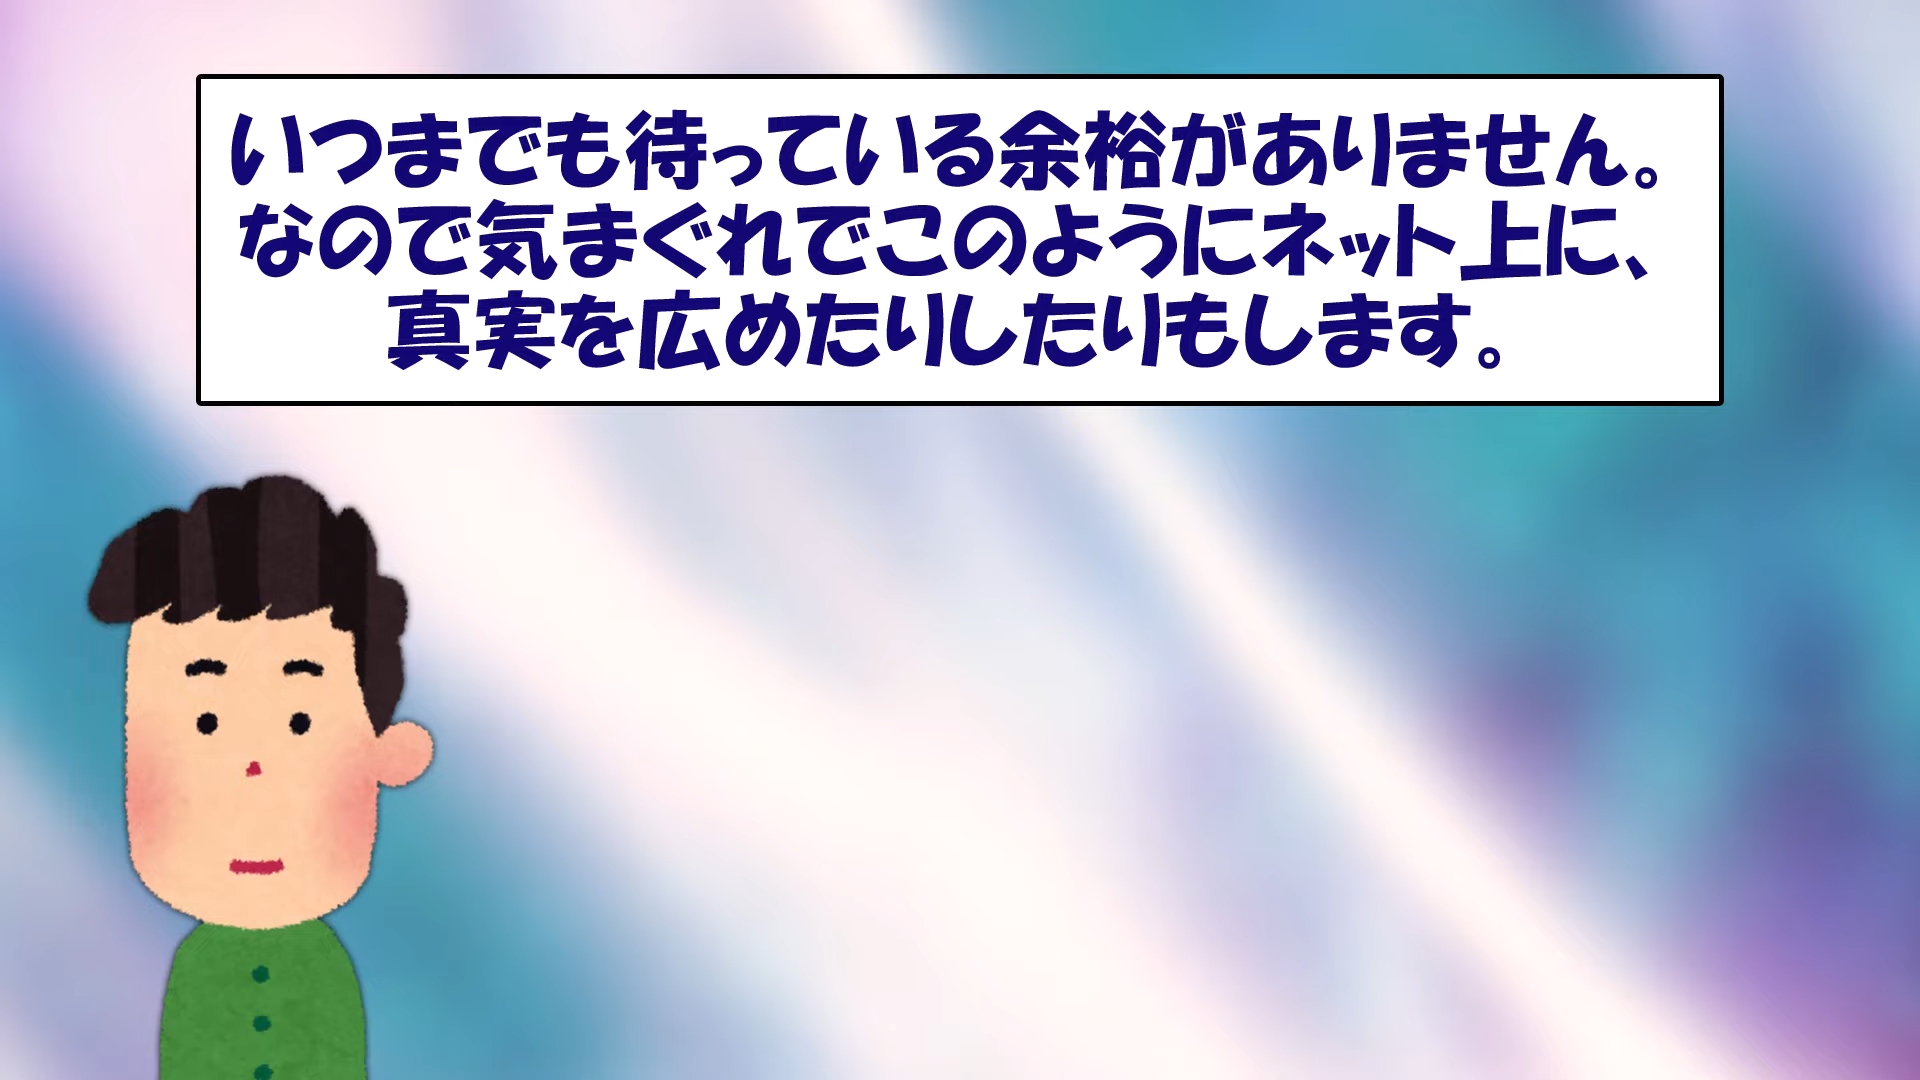 いつまでも待っている余裕がありません。
なので気まぐれでこのようにネット上に、
真実を広めたりしたりもします。